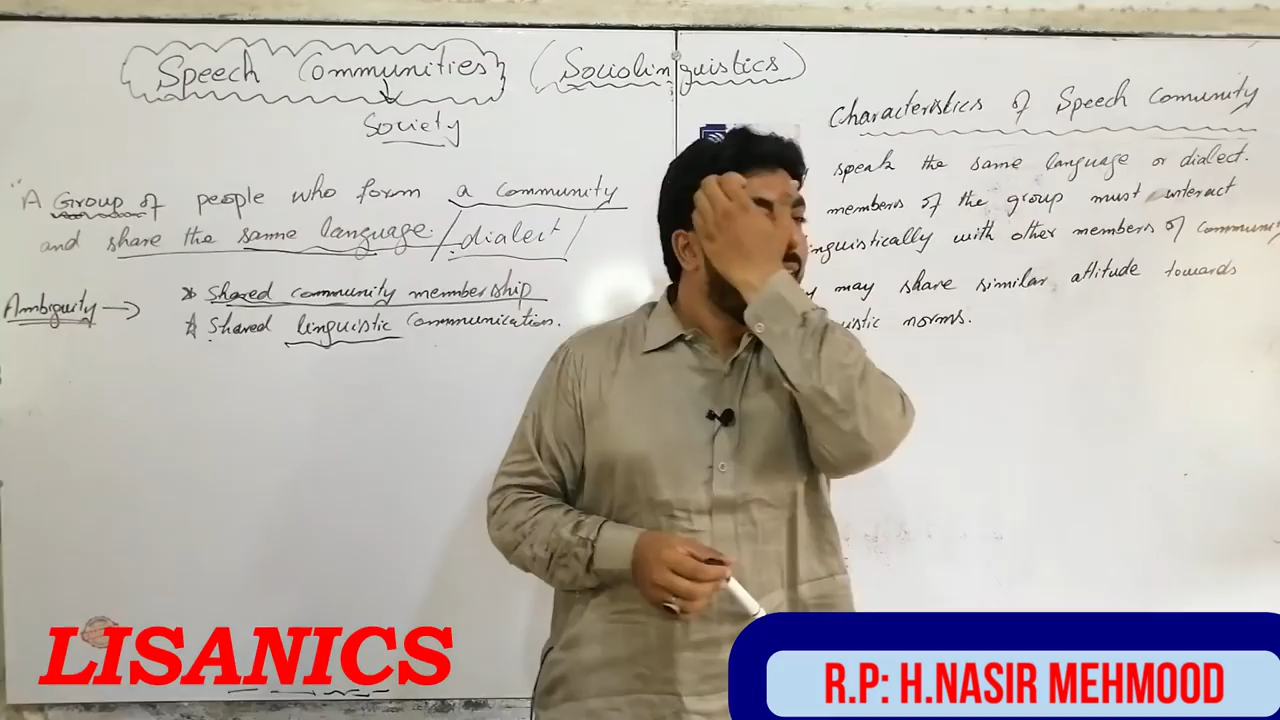 Speech Communities (Sociolinguistics)
Society
"A Group of people who form a community
and share the same language. / dialect /
Ambiguity →
* Shared community membership
* Shared linguistic communication.
Characteristics of Speech Comunity
speak the same language or dialect.
members of the group must interact
linguistically with other members of
may share similar attitude towards
norms.
LISANICS
R.P: H.NASIR MEHMOOD